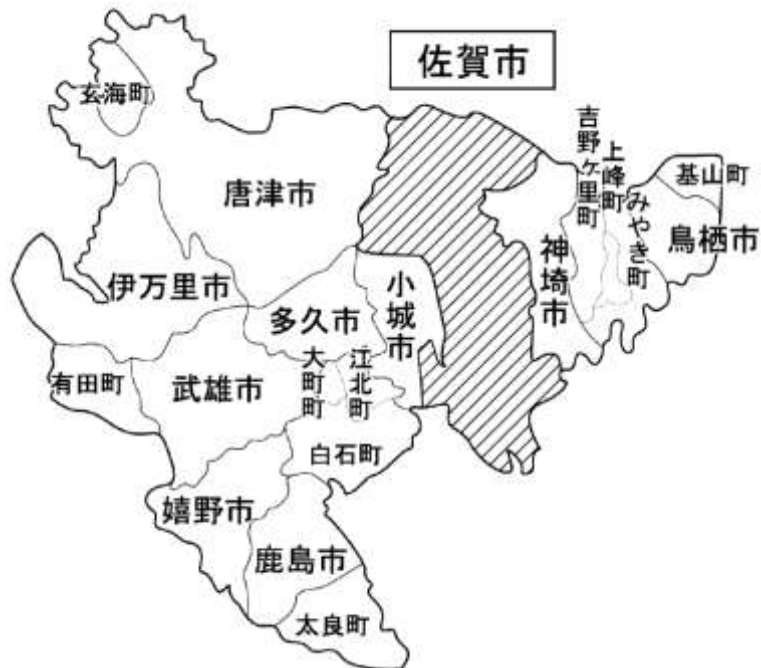 佐賀市
玄海町
唐津市
吉野ヶ里町
上峰町
みやき町
基山町
鳥栖市
神埼市
伊万里市
多久市
小城市
有田町
武雄市
大町町
江北町
白石町
嬉野市
鹿島市
太良町